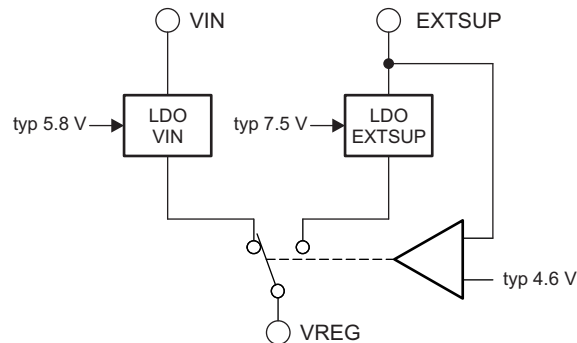 VIN
EXTSUP
typ 5.8 V
LDO
VIN
typ 7.5 V
LDO
EXTSUP
typ 4.6 V
VREG